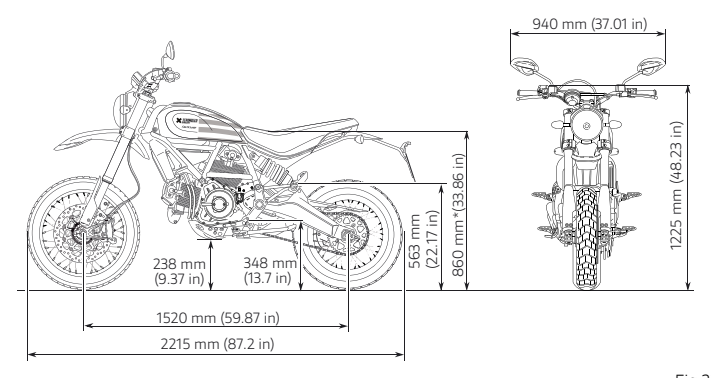 940 mm (37.01 in)
1225 mm (48.23 in)
860 mm*(33.86 in)
563 mm
(22.17 in)
348 mm
(13.7 in)
238 mm
(9.37 in)
1520 mm (59.87 in)
2215 mm (87.2 in)